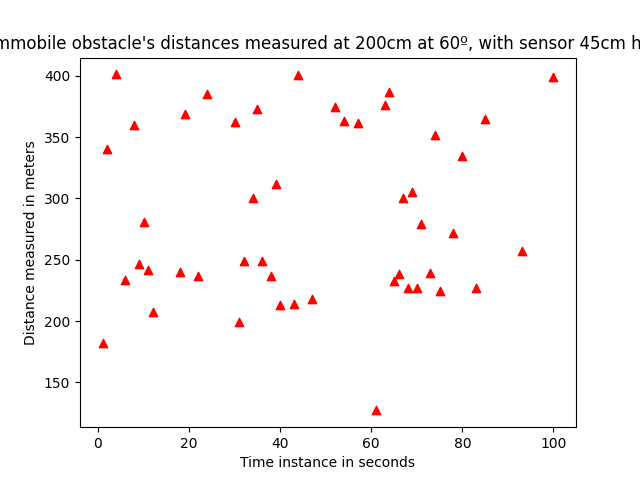 mmobile obstacle's distances measured at 200cm at 60º, with sensor 45cm h
400
350
300
250
200
150
Distance measured in meters
0 20 40 60 80 100
Time instance in seconds